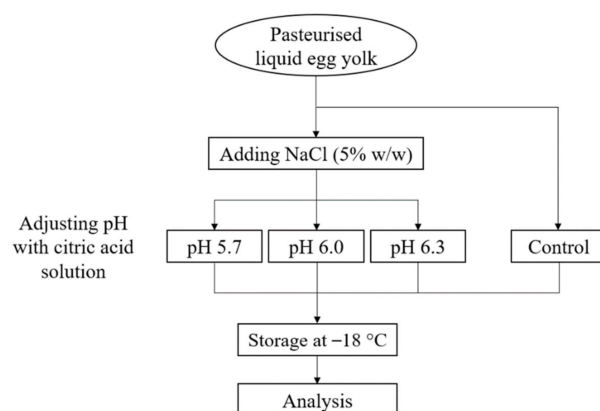 Pasteurised
liquid egg yolk
Adding NaCl (5% w/w)
Adjusting pH
with citric acid
solution
pH 5.7
pH 6.0
pH 6.3
Control
Storage at −18 °C
Analysis